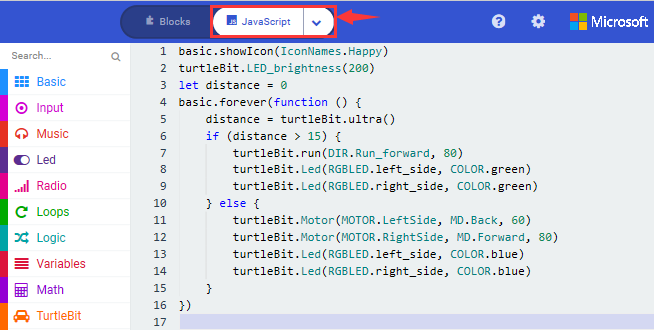 Blocks
JS JavaScript
?
Microsoft
Search...
Basic
Input
Music
Led
Radio
Loops
Logic
Variables
Math
TurtleBit
1 basic.showIcon(IconNames.Happy)
2 turtleBit.LED_brightness(200)
3 let distance = 0
4 basic.forever(function () {
5     distance = turtleBit.ultra()
6     if (distance > 15) {
7         turtleBit.run(DIR.Run_forward, 80)
8         turtleBit.Led(RGBLED.left_side, COLOR.green)
9         turtleBit.Led(RGBLED.right_side, COLOR.green)
10     } else {
11         turtleBit.Motor(MOTOR.LeftSide, MD.Back, 60)
12         turtleBit.Motor(MOTOR.RightSide, MD.Forward, 80)
13         turtleBit.Led(RGBLED.left_side, COLOR.blue)
14         turtleBit.Led(RGBLED.right_side, COLOR.blue)
15     }
16 })
17